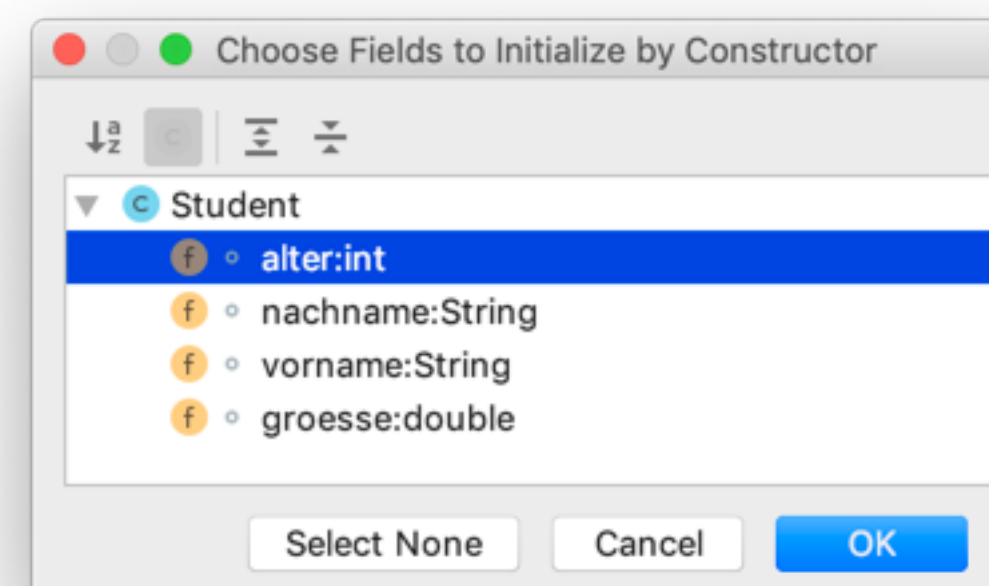 Choose Fields to Initialize by Constructor
a
z
C
C Student
f alter:int
f nachname:String
f vorname:String
f groesse:double
Select None Cancel OK